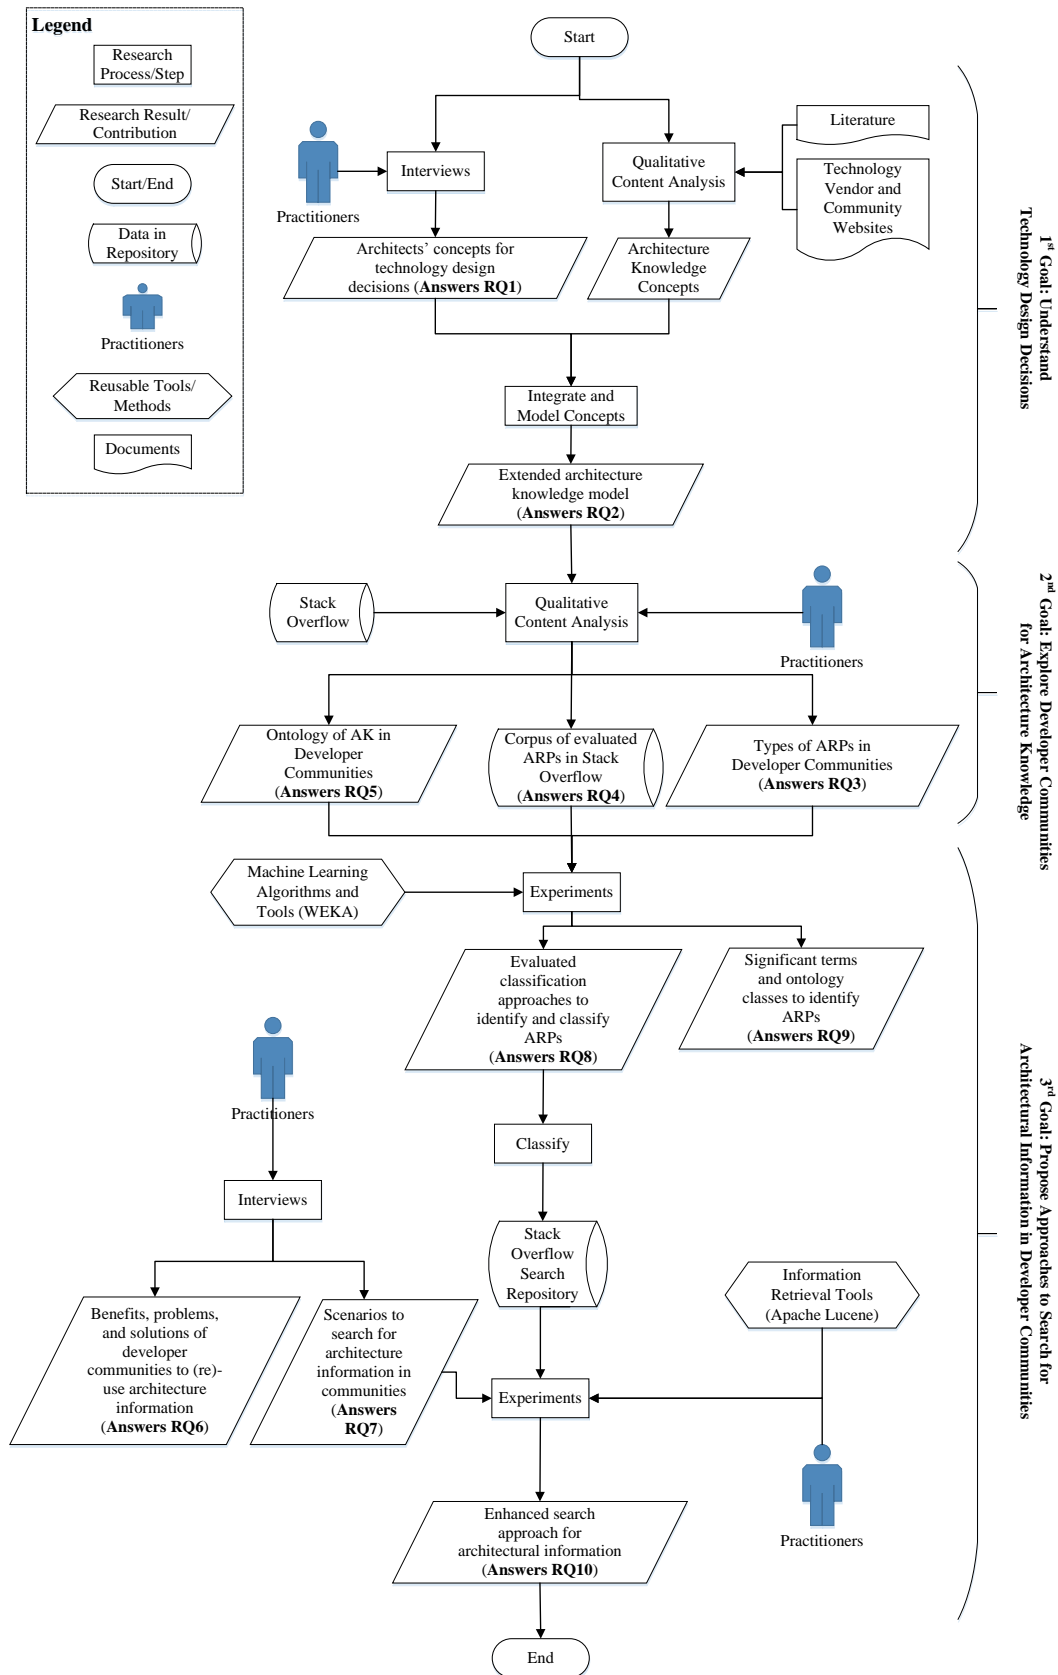 Legend
Research
Process/Step
Research Result/
Contribution
Start/End
Data in
Repository
Practitioners
Reusable Tools/
Methods
Documents
Start
Practitioners
Interviews
Qualitative
Content Analysis
Literature
Technology
Vendor and
Community
Websites
Architects' concepts for
technology design
decisions (Answers RQ1)
Architecture
Knowledge
Concepts
Integrate and
Model Concepts
Extended architecture
knowledge model
(Answers RQ2)
1st Goal: Understand
Technology Design Decisions
Stack
Overflow
Qualitative
Content Analysis
Practitioners
Ontology of AK in
Developer
Communities
(Answers RQ5)
Corpus of evaluated
ARPs in Stack
Overflow
(Answers RQ4)
Types of ARPs in
Developer Communities
(Answers RQ3)
2nd Goal: Explore Developer Communities
for Architecture Knowledge
Machine Learning
Algorithms and
Tools (WEKA)
Experiments
Evaluated
classification
approaches to
identify and classify
ARPs
(Answers RQ8)
Significant terms
and ontology
classes to identify
ARPs
(Answers RQ9)
Practitioners
Classify
Interviews
Stack
Overflow
Search
Repository
Information
Retrieval Tools
(Apache Lucene)
Benefits, problems,
and solutions of
developer
communities to (re)-
use architecture
information
(Answers RQ6)
Scenarios to
search for
architecture
information in
communities
(Answers
RQ7)
Experiments
Practitioners
Enhanced search
approach for
architectural information
(Answers RQ10)
End
3rd Goal: Propose Approaches to Search for
Architectural Information in Developer Communities